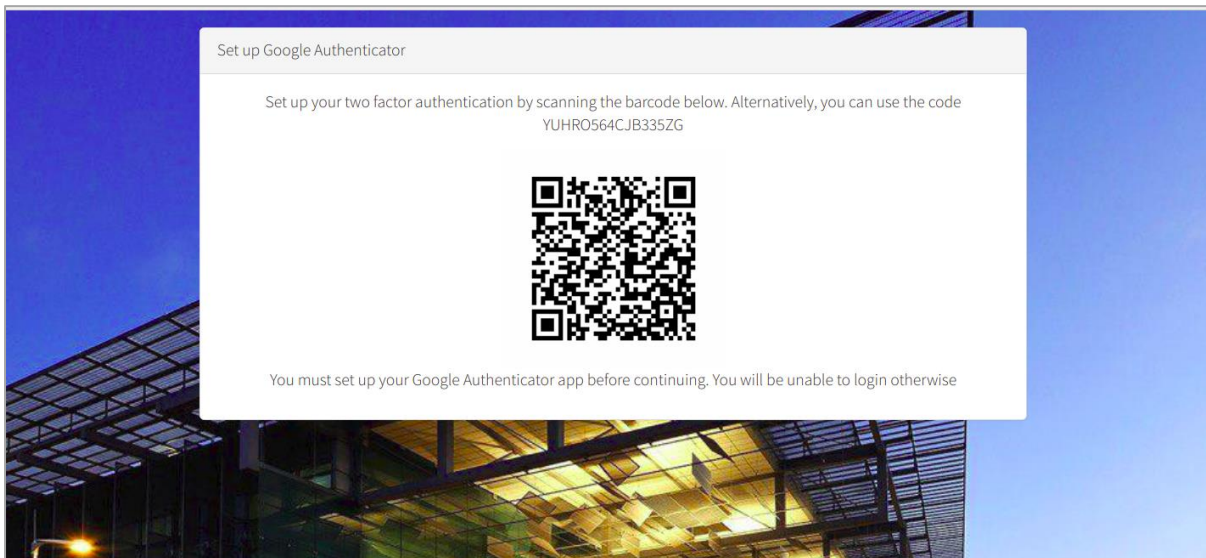 Set up Google Authenticator
Set up your two factor authentication by scanning the barcode below. Alternatively, you can use the code
YUHRO564CJB335ZG
You must set up your Google Authenticator app before continuing. You will be unable to login otherwise